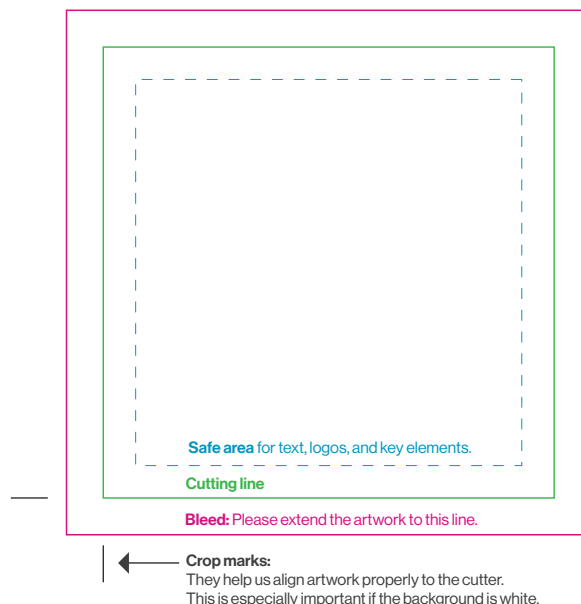 Safe area for text, logos, and key elements.
Cutting line
Bleed: Please extend the artwork to this line.
Crop marks:
They help us align artwork properly to the cutter.
This is especially important if the background is white.